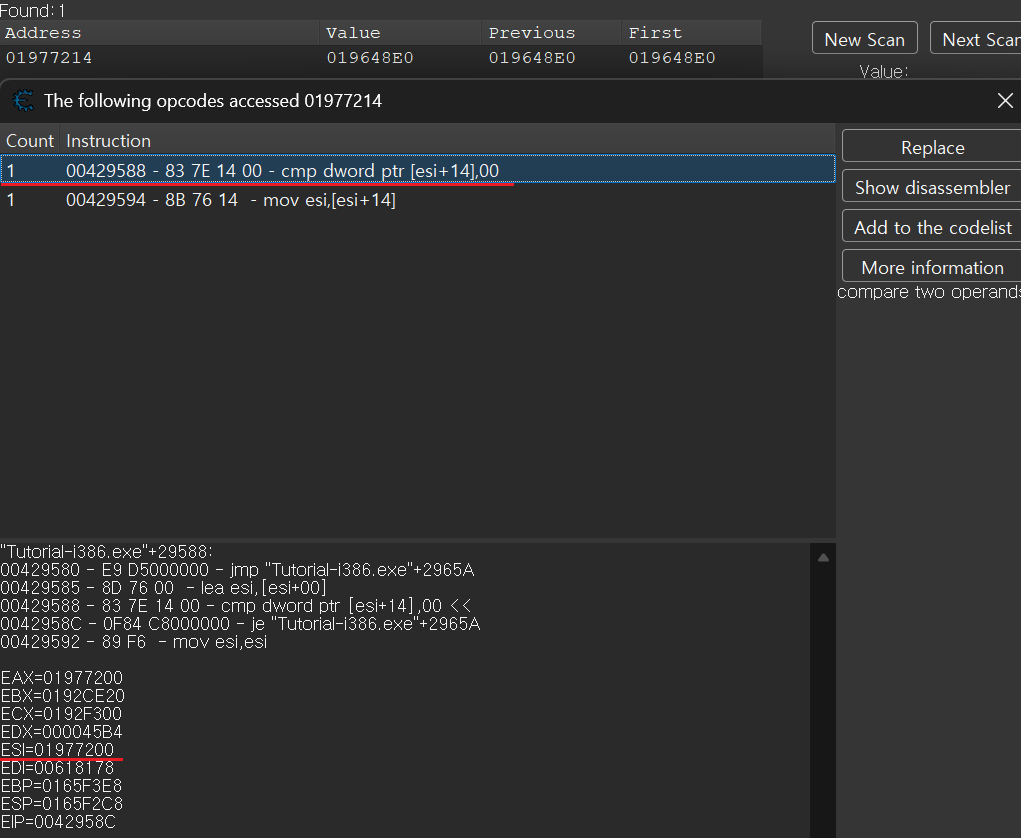 Found: 1
Address Value Previous First
01977214 019648E0 019648E0 019648E0
New Scan Next Scan
Value:
The following opcodes accessed 01977214
Count Instruction
1 00429588 - 83 7E 14 00 - cmp dword ptr [esi+14],00
1 00429594 - 8B 76 14 - mov esi,[esi+14]
Replace
Show disassembler
Add to the codelist
More information
compare two operands
"Tutorial-i386.exe"+29588:
00429580 - E9 D5000000 - jmp "Tutorial-i386.exe"+2965A
00429585 - 8D 76 00 - lea esi,[esi+00]
00429588 - 83 7E 14 00 - cmp dword ptr [esi+14],00 <<
0042958C - 0F84 C8000000 - je "Tutorial-i386.exe"+2965A
00429592 - 89 F6 - mov esi,esi
EAX=01977200
EBX=0192CE20
ECX=0192F300
EDX=000045B4
ESI=01977200
EDI=00618178
EBP=0165F3E8
ESP=0165F2C8
EIP=0042958C